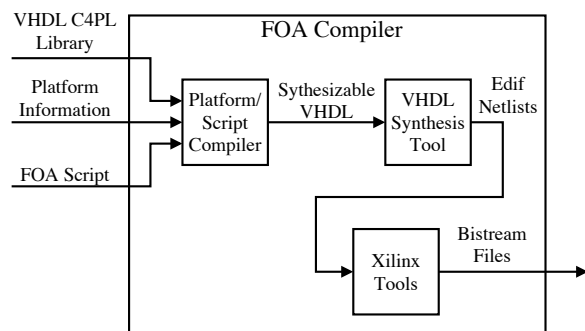 VHDL C4PL
Library
FOA Compiler
Platform
Information
Platform/
Script
Compiler
Sythesizable
VHDL
VHDL
Synthesis
Tool
Edif
Netlists
FOA Script
Xilinx
Tools
Bistream
Files